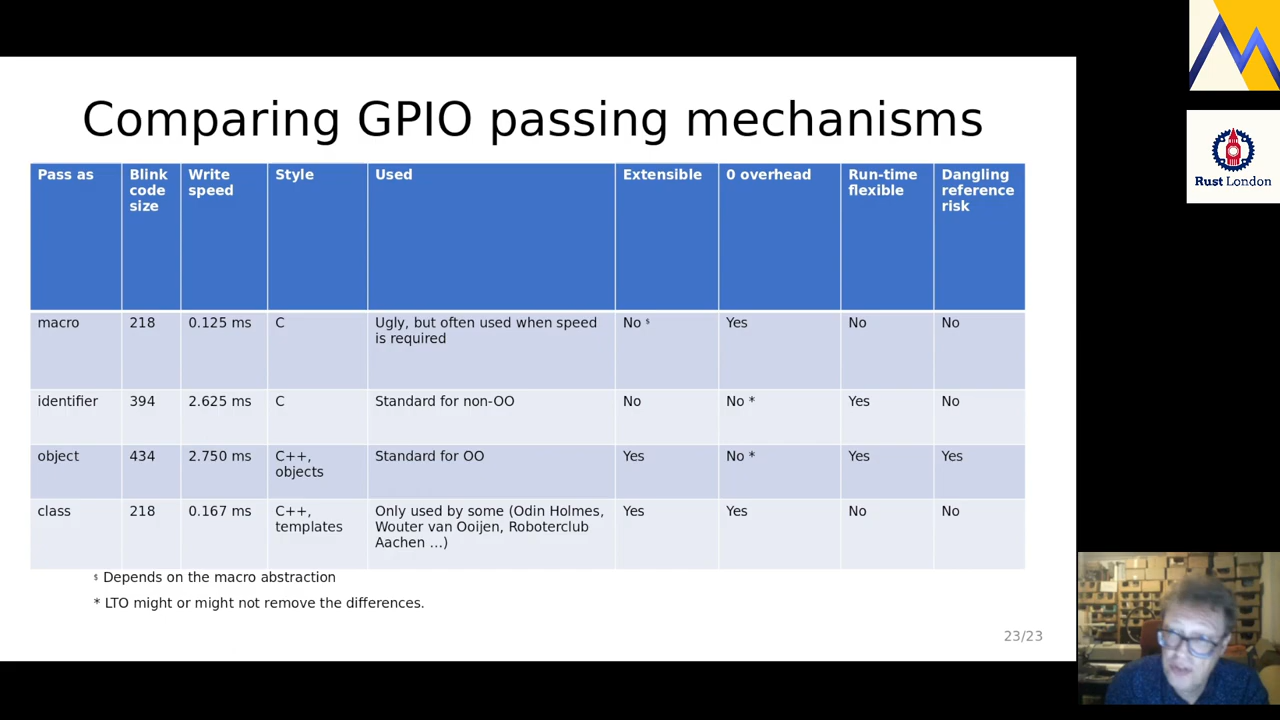 Comparing GPIO passing mechanisms
Pass as
Blink
code
size
Write
speed
Style
Used
Extensible
0 overhead
Run-time
flexible
Dangling
reference
risk
macro
218
0.125 ms
C
Ugly, but often used when speed
is required
No $
Yes
No
No
identifier
394
2.625 ms
C
Standard for non-OO
No
No *
Yes
No
object
434
2.750 ms
C++,
objects
Standard for OO
Yes
No *
Yes
Yes
class
218
0.167 ms
C++,
templates
Only used by some (Odin Holmes,
Wouter van Ooijen, Roboterclub
Aachen ...)
Yes
Yes
No
No
$ Depends on the macro abstraction
* LTO might or might not remove the differences.
23/23
Rust London